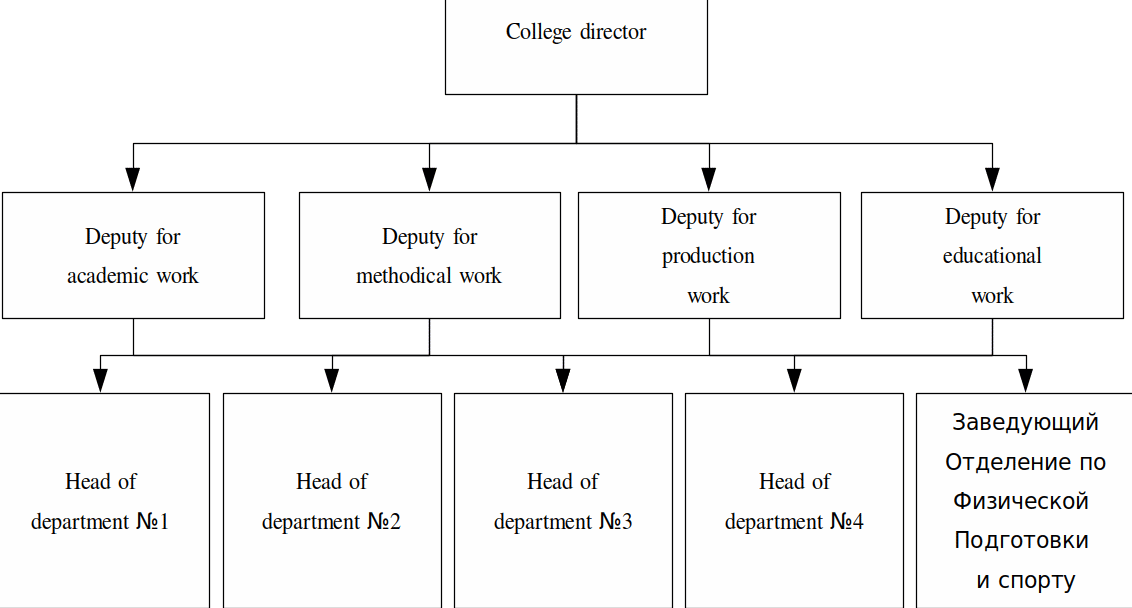 College director
Deputy for
academic work
Deputy for
methodical work
Deputy for
production
work
Deputy for
educational
work
Head of
department №1
Head of
department №2
Head of
department №3
Head of
department №4
Заведующий
Отделение по
Физической
Подготовки
и спорту